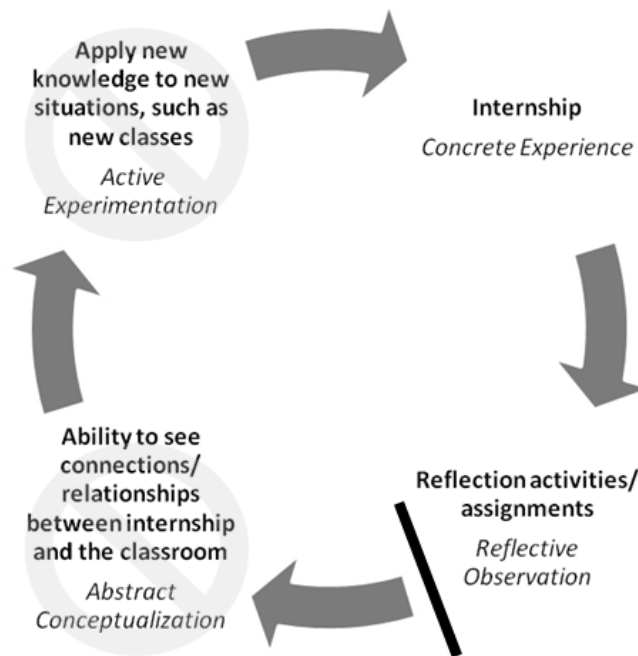 Apply new
knowledge to new
situations, such as
new classes
Active
Experimentation
Internship
Concrete Experience
Ability to see
connections/
relationships
between internship
and the classroom
Abstract
Conceptualization
Reflection activities/
assignments
Reflective
Observation